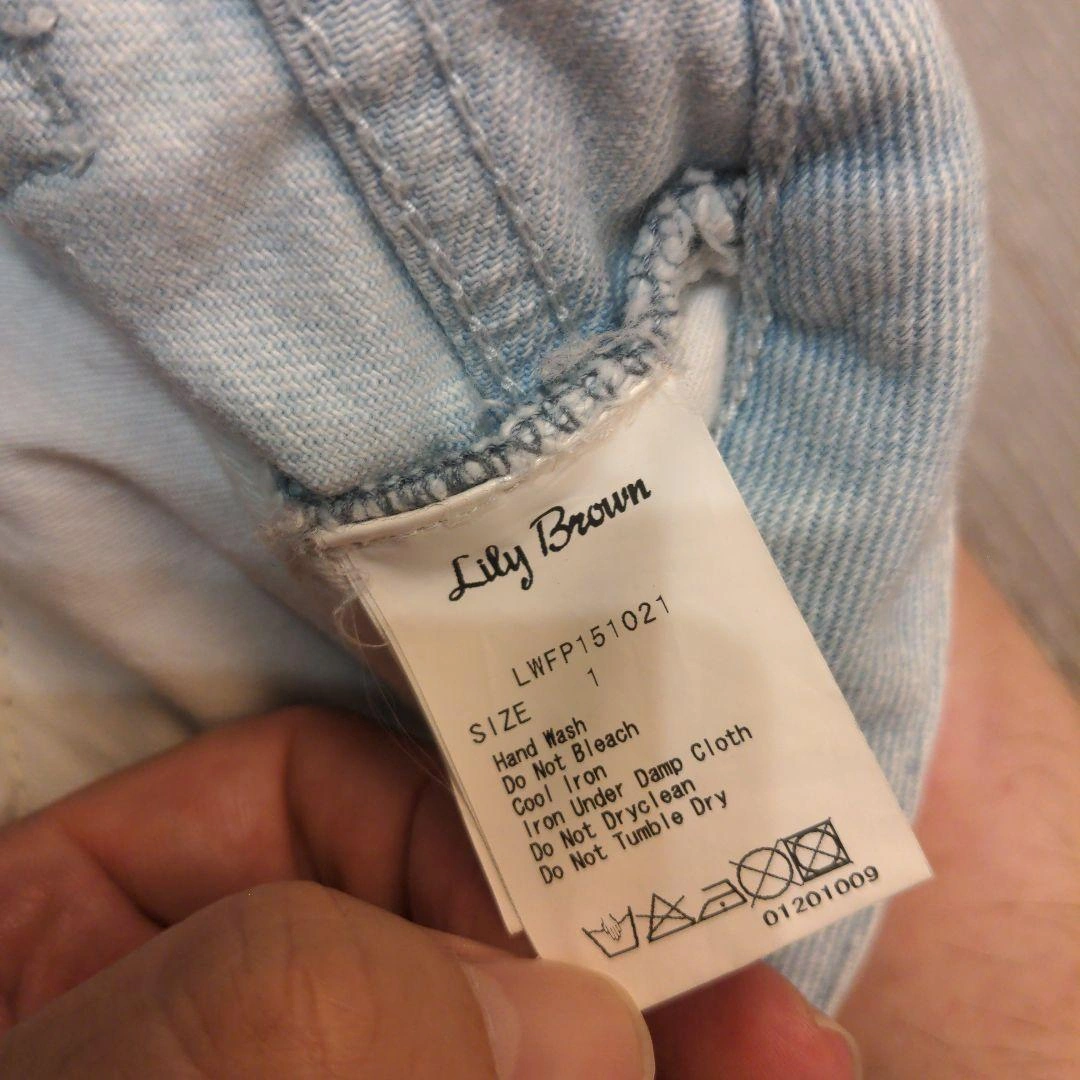 Lily Brown
LWFP151021
SIZE 1
Hand Wash
Do Not Bleach
Cool Iron
Iron Under Damp Cloth
Do Not Dryclean
Do Not Tumble Dry
01201009